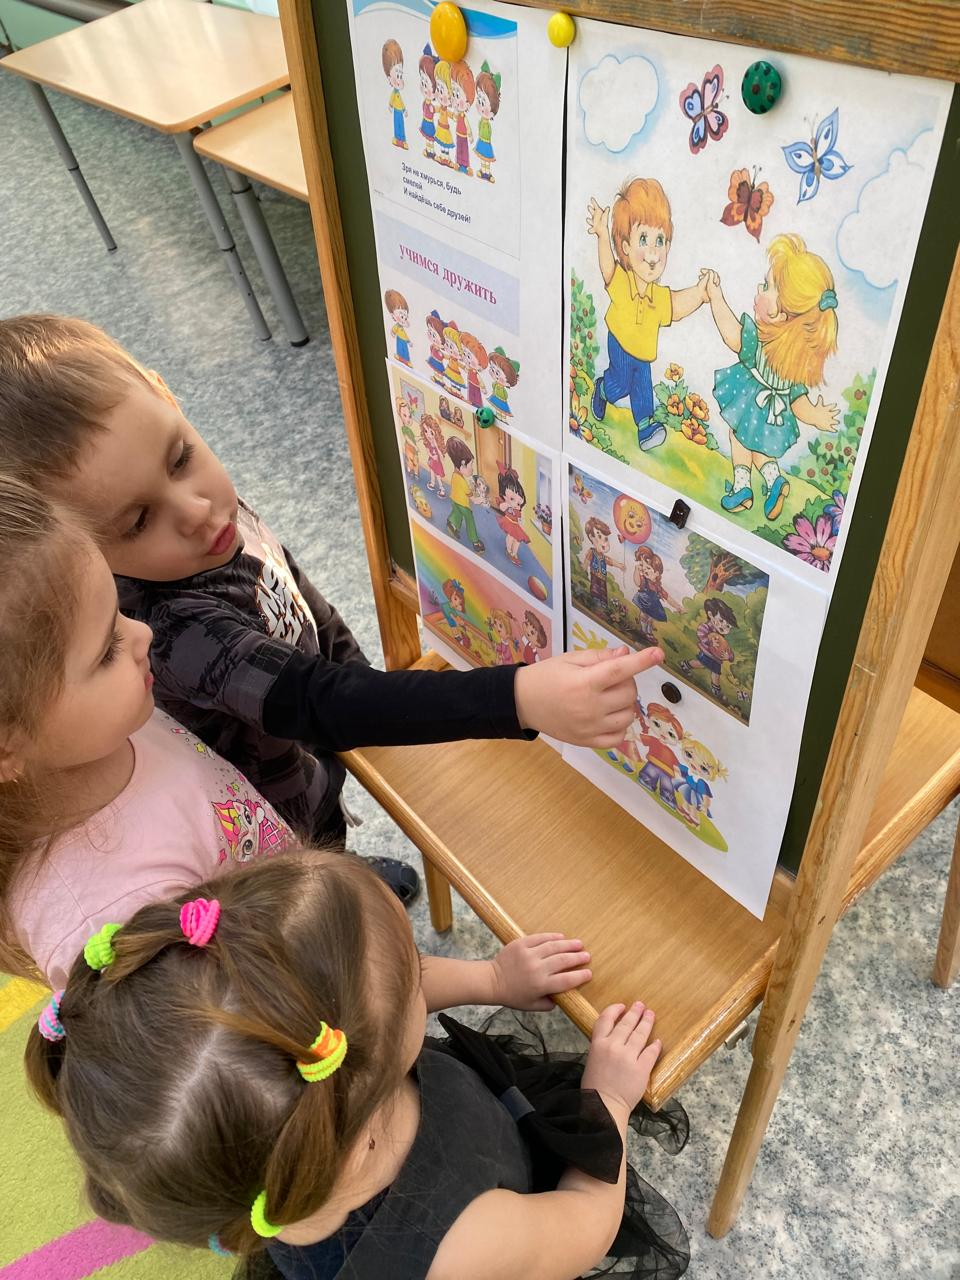 Зря не хмурься, будь
смелей
И найдёшь себе друзей!
учимся дружить